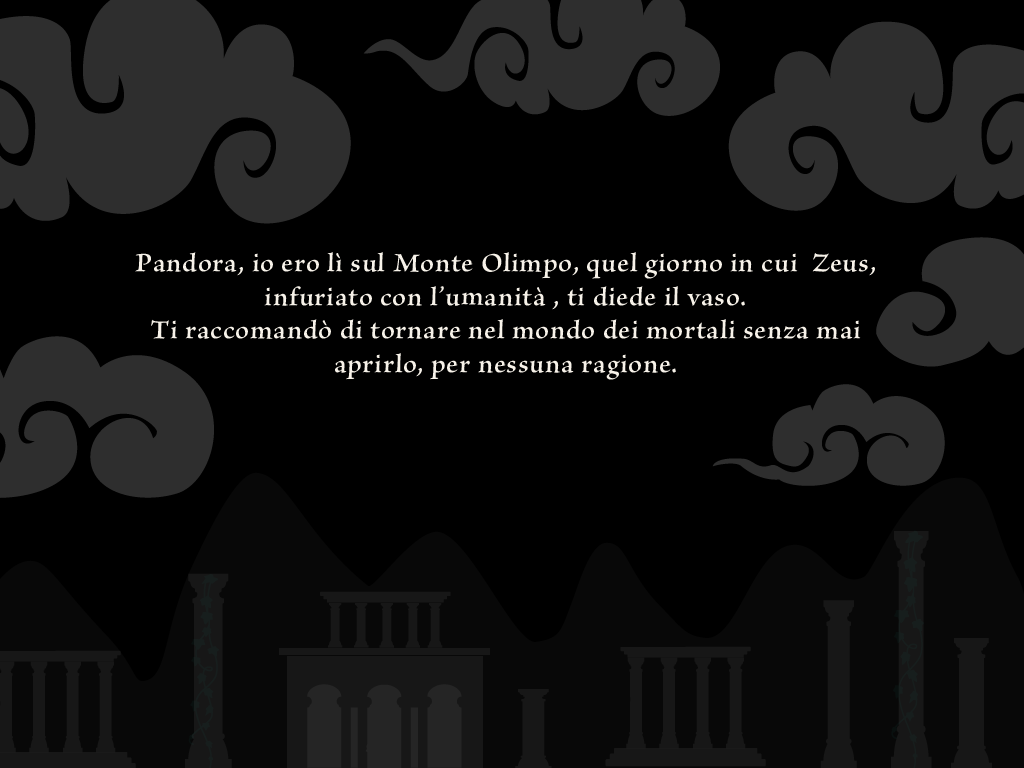 Pandora, io ero lì sul Monte Olimpo, quel giorno in cui  Zeus,
infuriato con l’umanità , ti diede il vaso.
Ti raccomandò di tornare nel mondo dei mortali senza mai
aprirlo, per nessuna ragione.